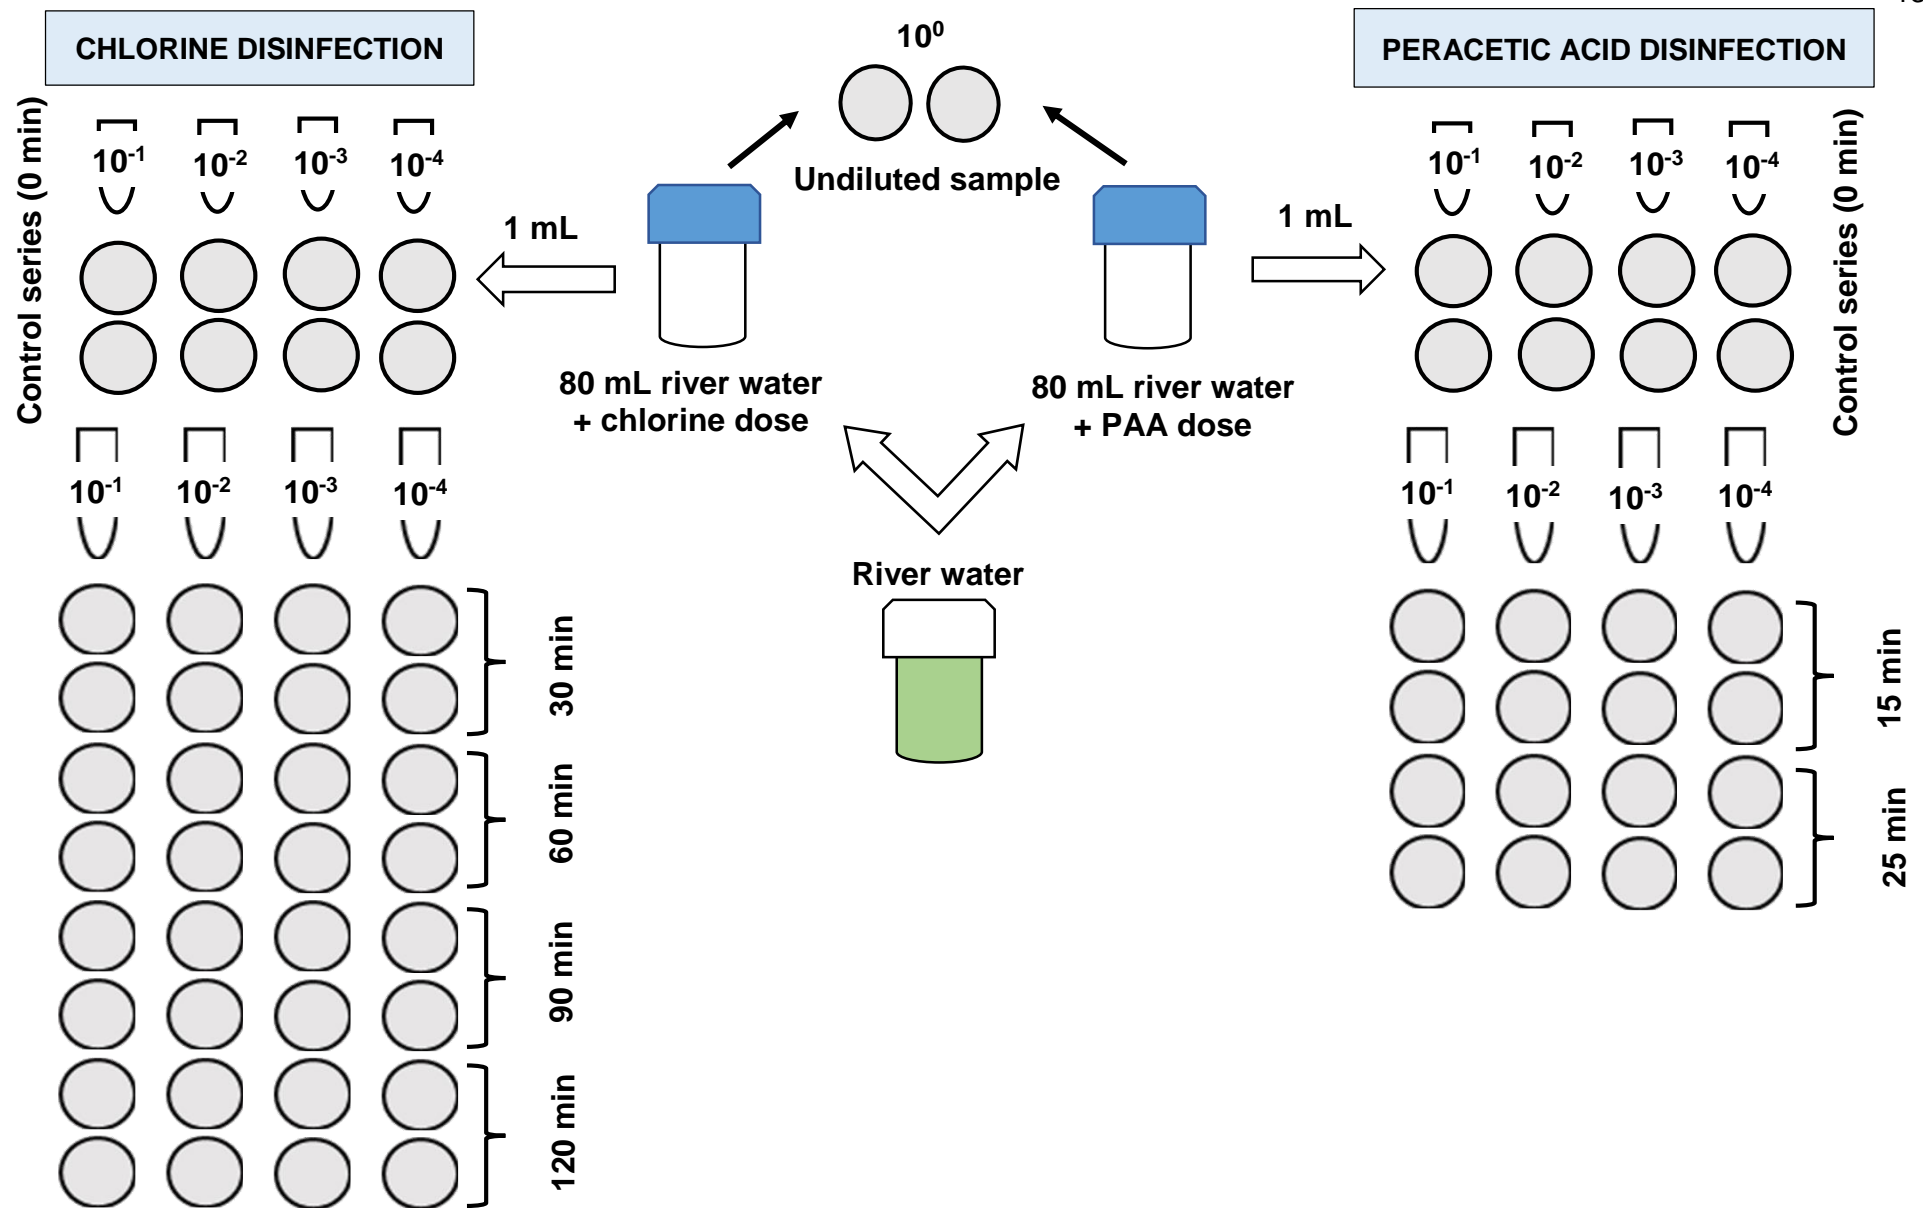 CHLORINE DISINFECTION
10⁰
PERACETIC ACID DISINFECTION
Control series (0 min)
10⁻¹ 10⁻² 10⁻³ 10⁻⁴
Undiluted sample
10⁻¹ 10⁻² 10⁻³ 10⁻⁴
Control series (0 min)
1 mL
1 mL
80 mL river water
+ chlorine dose
80 mL river water
+ PAA dose
10⁻¹ 10⁻² 10⁻³ 10⁻⁴
10⁻¹ 10⁻² 10⁻³ 10⁻⁴
River water
30 min
60 min
90 min
120 min
15 min
25 min